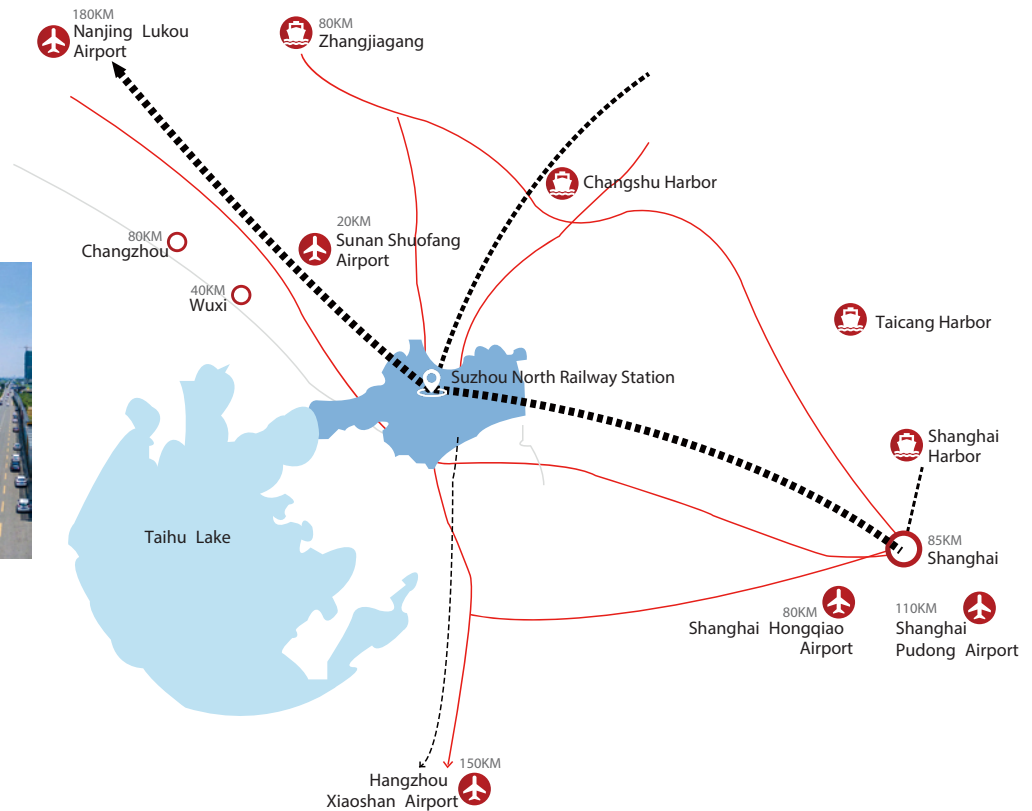 180KM
Nanjing Lukou
Airport
80KM
Zhangjiagang
Changshu Harbor
20KM
Sunan Shuofang
Airport
80KM
Changzhou
40KM
Wuxi
Taicang Harbor
Suzhou North Railway Station
Shanghai
Harbor
Taihu Lake
85KM
Shanghai
80KM
Shanghai Hongqiao
Airport
110KM
Shanghai
Pudong Airport
150KM
Hangzhou
Xiaoshan Airport